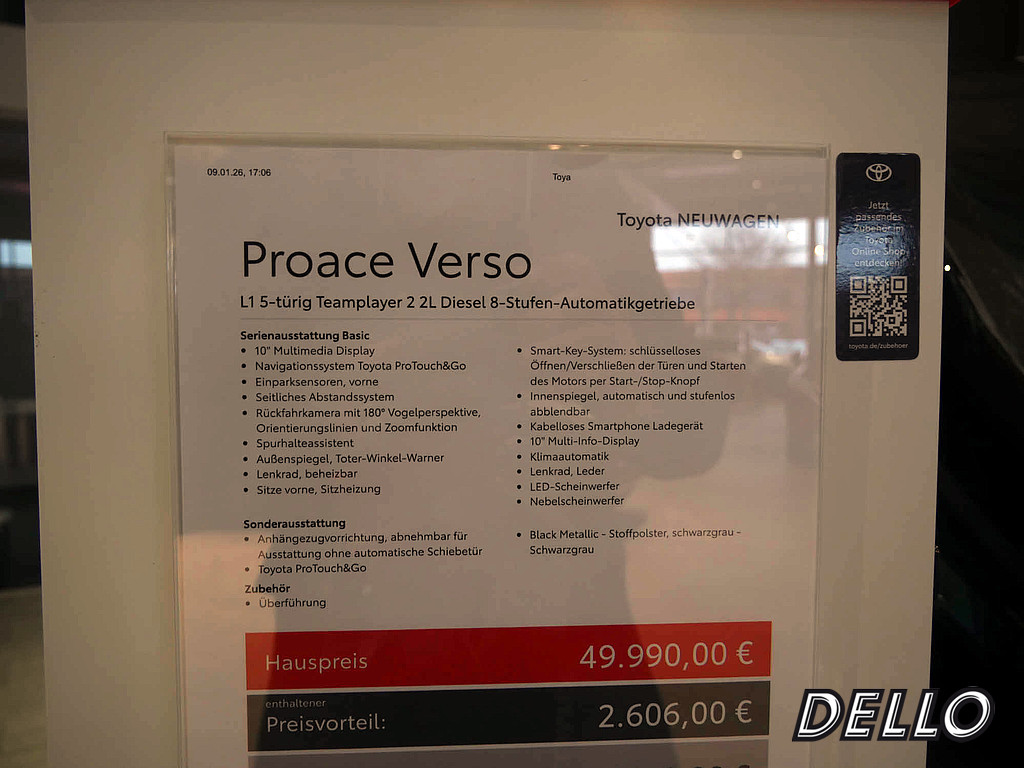 09.01.26, 17:06
Toya
Toyota NEUWAGEN
Proace Verso
L1 5-türig Teamplayer 2 2L Diesel 8-Stufen-Automatikgetriebe
Serienausstattung Basic
• 10" Multimedia Display
• Navigationssystem Toyota ProTouch&Go
• Einparksensoren, vorne
• Seitliches Abstandssystem
• Rückfahrkamera mit 180° Vogelperspektive,
Orientierungslinien und Zoomfunktion
• Spurhalteassistent
• Außenspiegel, Toter-Winkel-Warner
• Lenkrad, beheizbar
• Sitze vorne, Sitzheizung
• Smart-Key-System: schlüsselloses
Öffnen/Verschließen der Türen und Starten
des Motors per Start-/Stop-Knopf
• Innenspiegel, automatisch und stufenlos
abblendbar
• Kabelloses Smartphone Ladegerät
• 10" Multi-Info-Display
• Klimaautomatik
• Lenkrad, Leder
• LED-Scheinwerfer
• Nebelscheinwerfer
Sonderausstattung
• Anhängezugvorrichtung, abnehmbar für
Ausstattung ohne automatische Schiebetür
• Toyota ProTouch&Go
• Black Metallic - Stoffpolster, schwarzgrau -
Schwarzgrau
Zubehör
• Überführung
Hauspreis 49.990,00 €
enthaltener
Preisvorteil: 2.606,00 €
Jetzt
passendes
Zubehör im
Toyota
Online Shop
entdecken!
toyota.de/zubehoer
DELLO